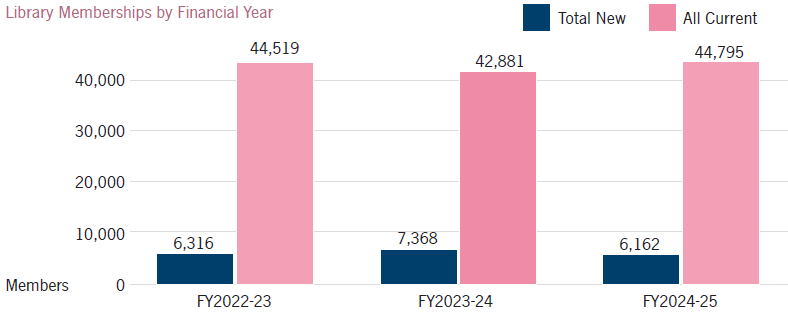 Library Memberships by Financial Year
Total New
All Current
44,519
42,881
44,795
40,000
30,000
20,000
10,000
6,316
7,368
6,162
Members
0
FY2022-23
FY2023-24
FY2024-25